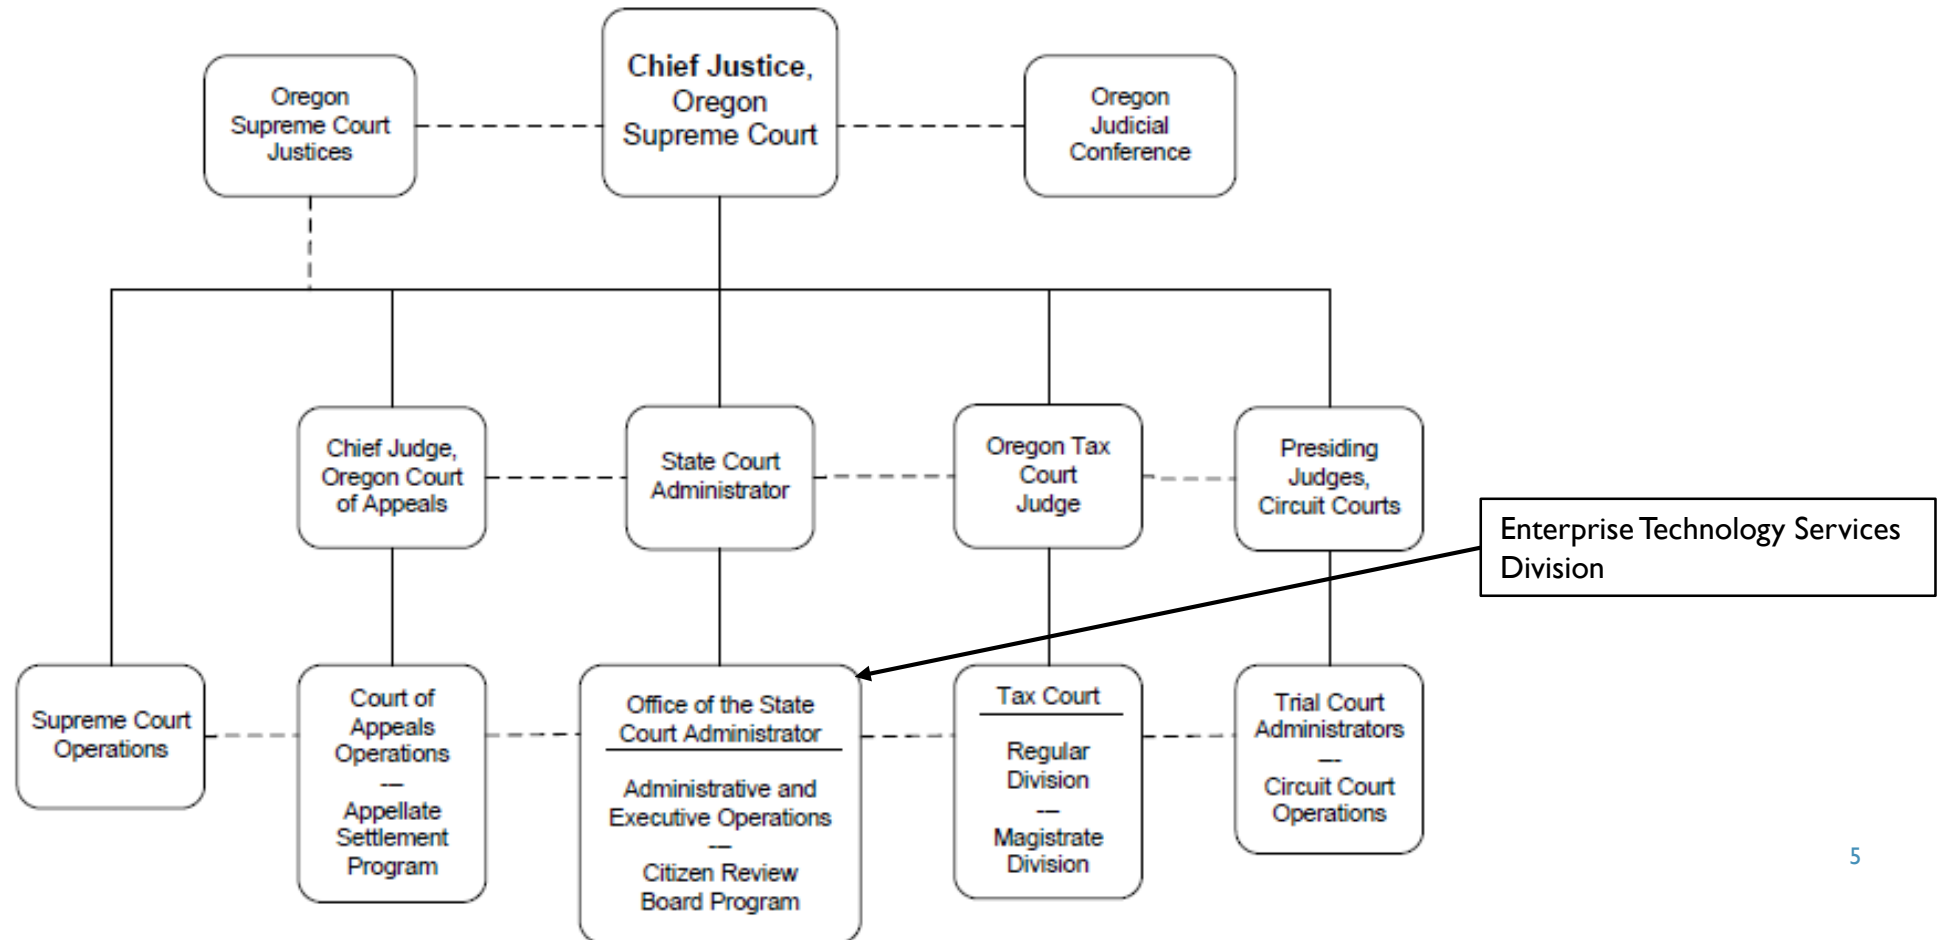 Oregon
Supreme Court
Justices
Chief Justice,
Oregon
Supreme Court
Oregon
Judicial
Conference
Chief Judge,
Oregon Court
of Appeals
State Court
Administrator
Oregon Tax
Court
Judge
Presiding
Judges,
Circuit Courts
Enterprise Technology Services
Division
Supreme Court
Operations
Court of
Appeals
Operations
---
Appellate
Settlement
Program
Office of the State
Court Administrator
Administrative and
Executive Operations
---
Citizen Review
Board Program
Tax Court
Regular
Division
---
Magistrate
Division
Trial Court
Administrators
---
Circuit Court
Operations
5